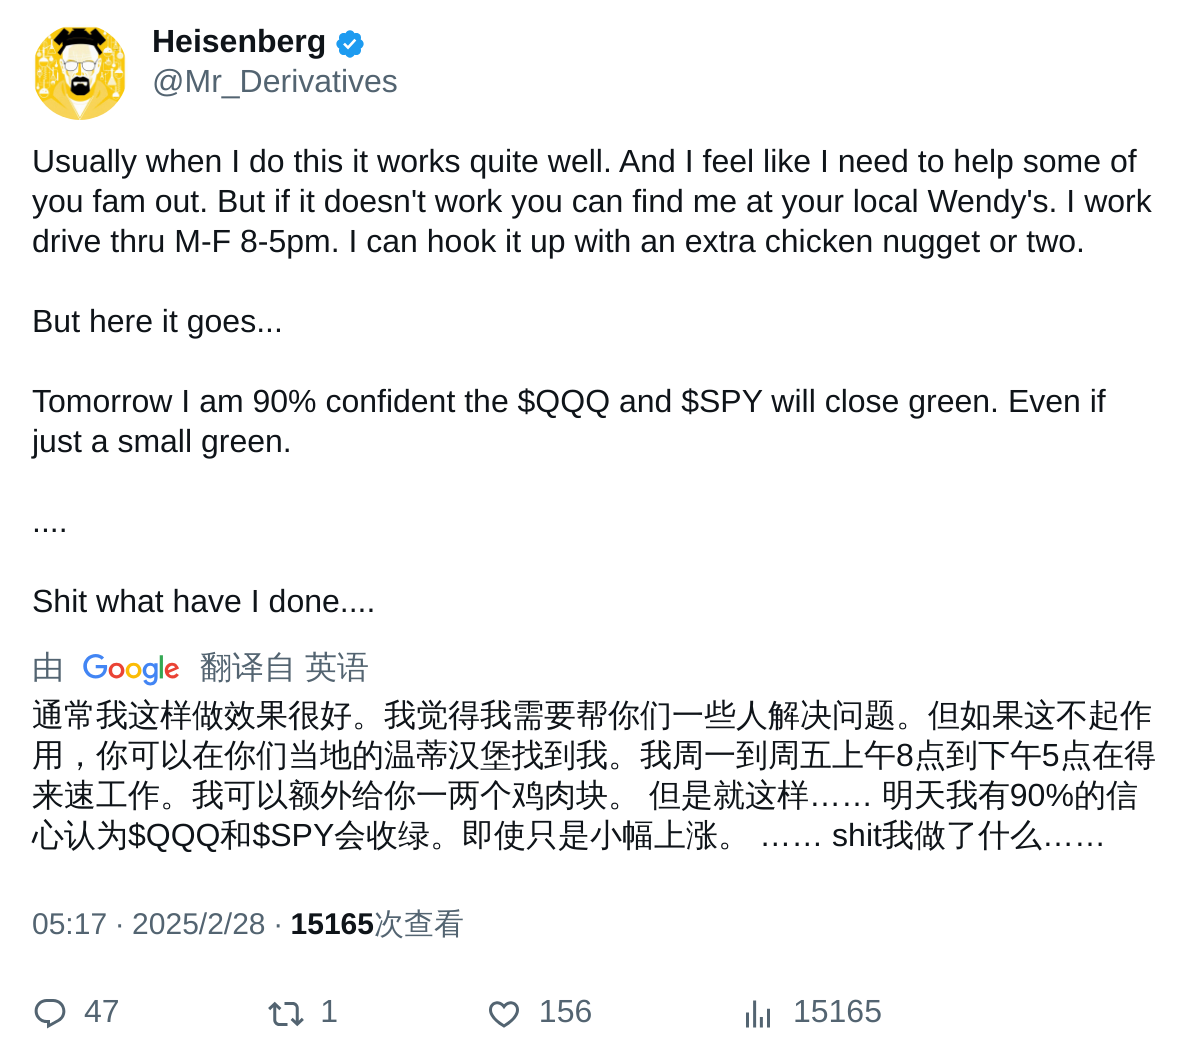 Heisenberg
@Mr_Derivatives
Usually when I do this it works quite well. And I feel like I need to help some of
you fam out. But if it doesn't work you can find me at your local Wendy's. I work
drive thru M-F 8-5pm. I can hook it up with an extra chicken nugget or two.
But here it goes...
Tomorrow I am 90% confident the $QQQ and $SPY will close green. Even if
just a small green.
....
Shit what have I done....
由 Google 翻译自 英语
通常我这样做效果很好。我觉得我需要帮你们一些人解决问题。但如果这不起作
用，你可以在你们当地的温蒂汉堡找到我。我周一到周五上午8点到下午5点在得
来速工作。我可以额外给你一两个鸡肉块。 但是就这样…… 明天我有90%的信
心认为$QQQ和$SPY会收绿。即使只是小幅上涨。 …… shit我做了什么……
05:17 · 2025/2/28 · 15165次查看
47 1 156 15165